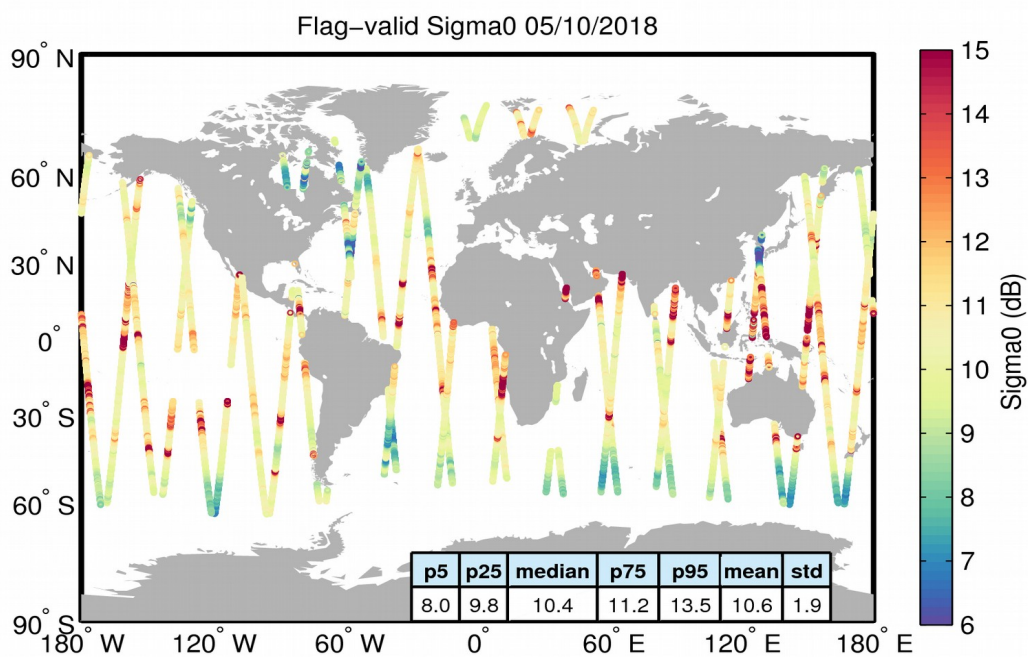 Flag−valid Sigma0 05/10/2018
90° N
60° N
30° N
0°
30° S
60° S
90° S
180° W
120° W
60° W
0°
60° E
120° E
180° E
15
14
13
12
11
10
9
8
7
6
Sigma0 (dB)
p5 p25 median p75 p95 mean std
8.0 9.8 10.4 11.2 13.5 10.6 1.9